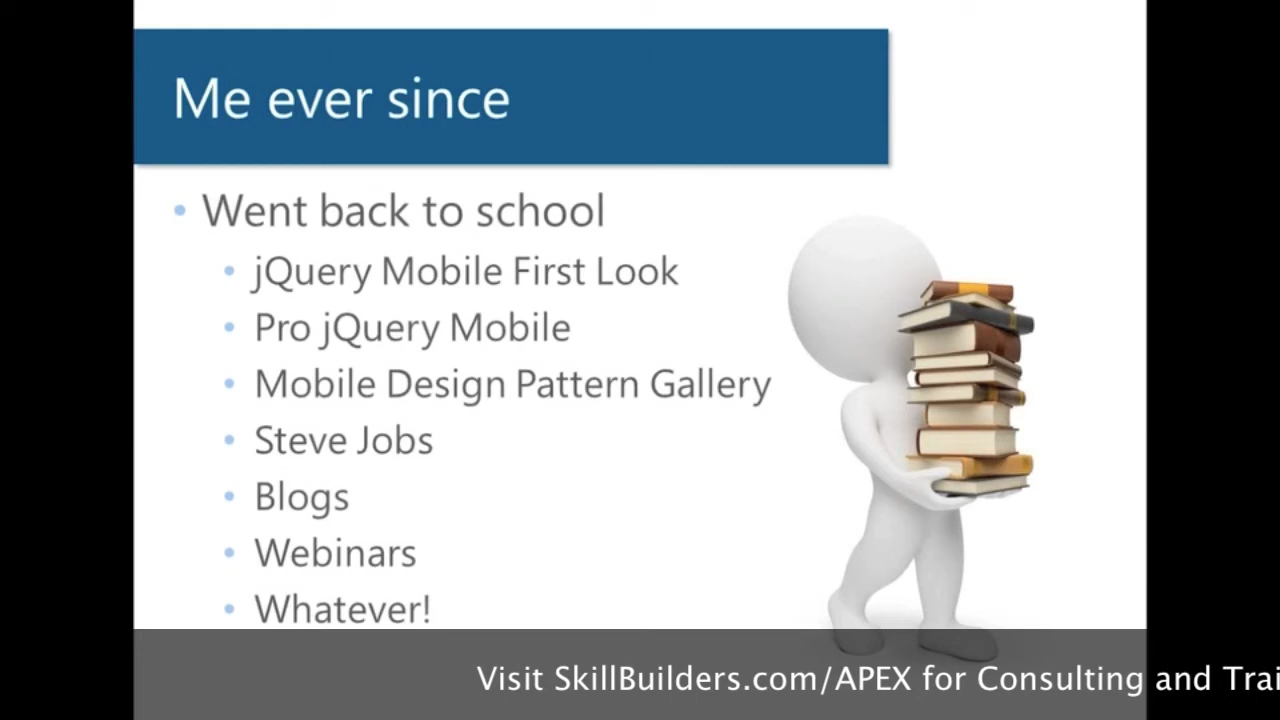 Me ever since
Went back to school
jQuery Mobile First Look
Pro jQuery Mobile
Mobile Design Pattern Gallery
Steve Jobs
Blogs
Webinars
Whatever!
Visit SkillBuilders.com/APEX for Consulting and